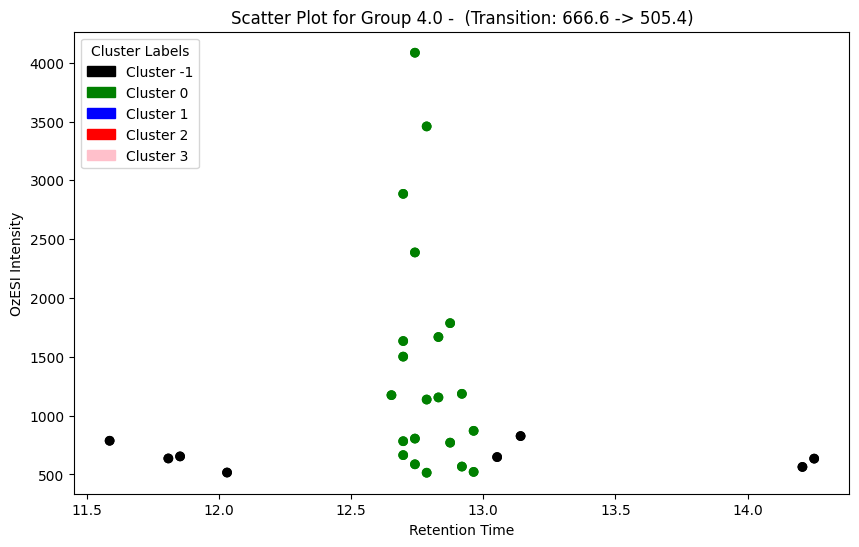 Scatter Plot for Group 4.0 -  (Transition: 666.6 -> 505.4)
Cluster Labels
Cluster -1
Cluster 0
Cluster 1
Cluster 2
Cluster 3
OzESI Intensity
4000
3500
3000
2500
2000
1500
1000
500
11.5 12.0 12.5 13.0 13.5 14.0
Retention Time